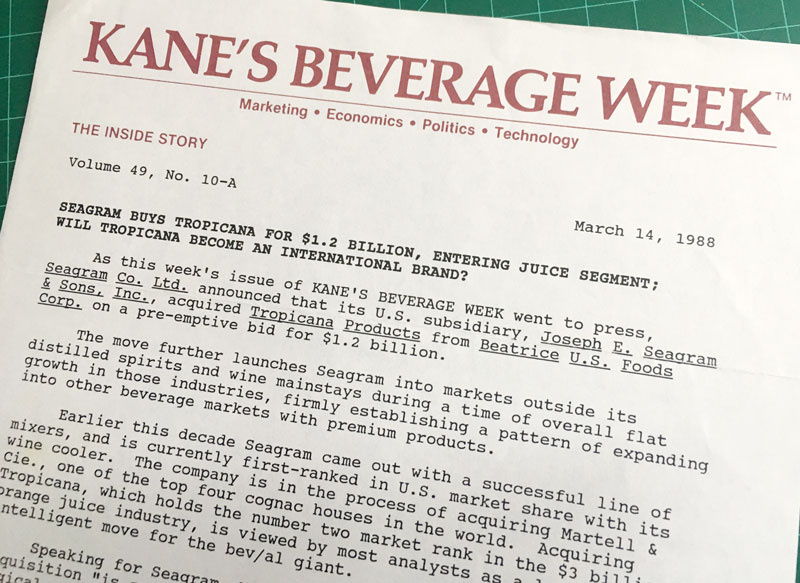 KANE'S BEVERAGE WEEK™
Marketing • Economics • Politics • Technology
THE INSIDE STORY
Volume 49, No. 10-A
March 14, 1988
SEAGRAM BUYS TROPICANA FOR $1.2 BILLION, ENTERING JUICE SEGMENT;
WILL TROPICANA BECOME AN INTERNATIONAL BRAND?
As this week's issue of KANE'S BEVERAGE WEEK went to press,
Seagram Co. Ltd. announced that its U.S. subsidiary, Joseph E. Seagram
& Sons, Inc., acquired Tropicana Products from Beatrice U.S. Foods
Corp. on a pre-emptive bid for $1.2 billion.
The move further launches Seagram into markets outside its
distilled spirits and wine mainstays during a time of overall flat
growth in those industries, firmly establishing a pattern of expanding
into other beverage markets with premium products.
Earlier this decade Seagram came out with a successful line of
mixers, and is currently first-ranked in U.S. market share with its
wine cooler. The company is in the process of acquiring Martell &
Cie., one of the top four cognac houses in the world. Acquiring
Tropicana, which holds the number two market rank in the $3
orange juice industry, is viewed by most analysts as a
intelligent move for the bev/al giant.
Speaking for Seagram